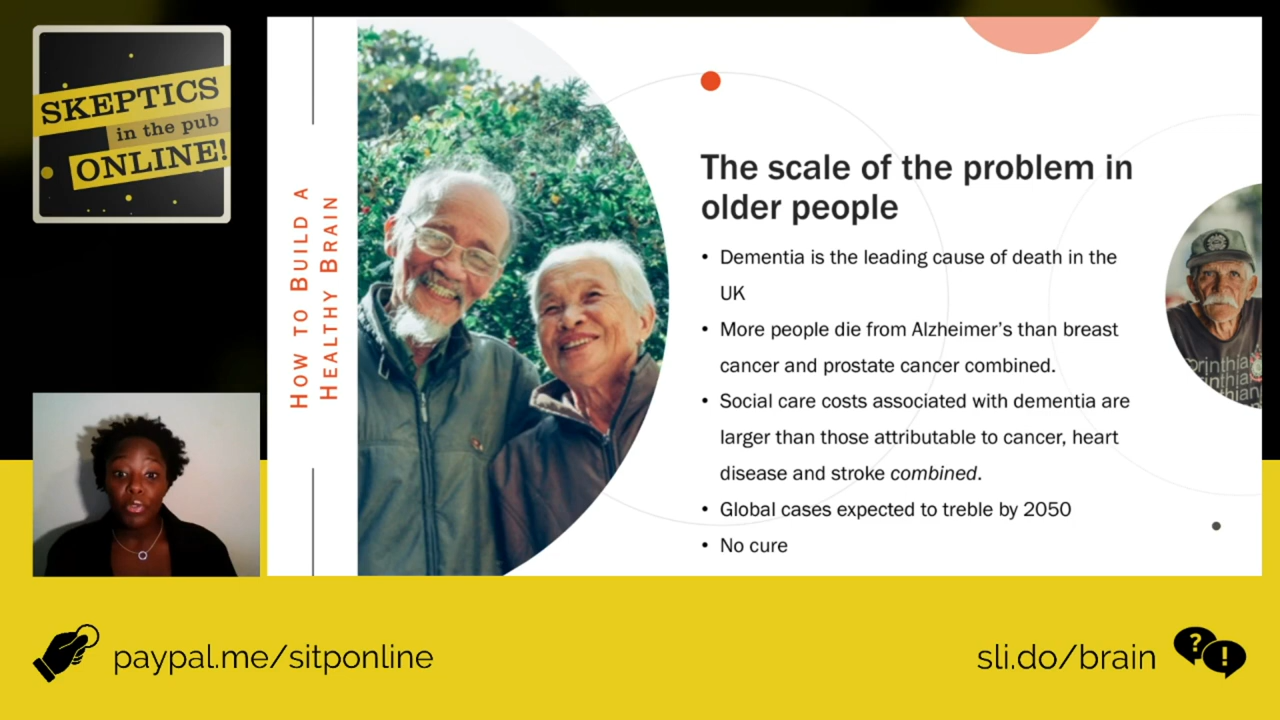 SKEPTICS
in the pub
ONLINE!
HOW TO BUILD A
HEALTHY BRAIN
The scale of the problem in
older people
• Dementia is the leading cause of death in the
UK
• More people die from Alzheimer's than breast
cancer and prostate cancer combined.
• Social care costs associated with dementia are
larger than those attributable to cancer, heart
disease and stroke combined.
• Global cases expected to treble by 2050
• No cure
paypal.me/sitponline
sli.do/brain
? !